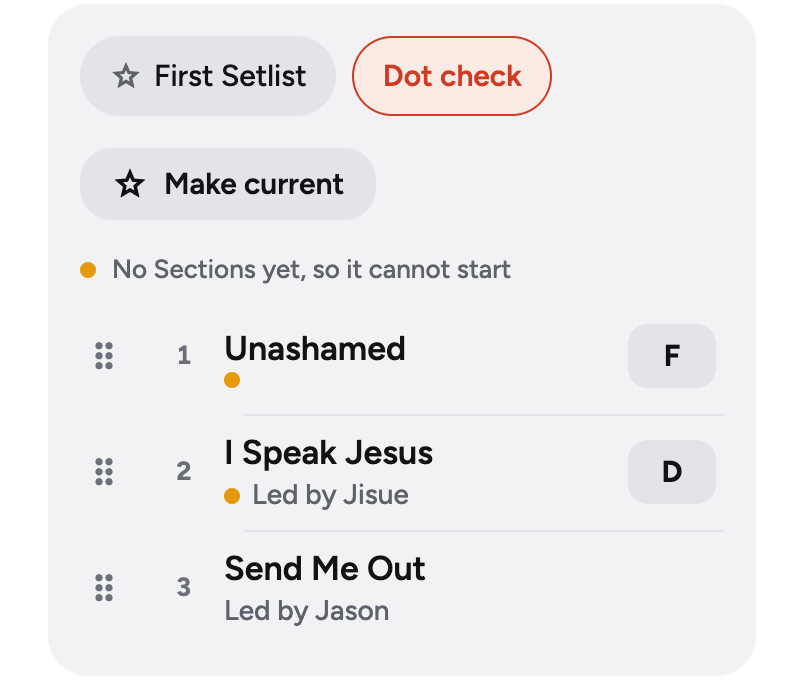 First Setlist
Dot check
Make current
No Sections yet, so it cannot start
1 Unashamed F
2 I Speak Jesus D
Led by Jisue
3 Send Me Out
Led by Jason